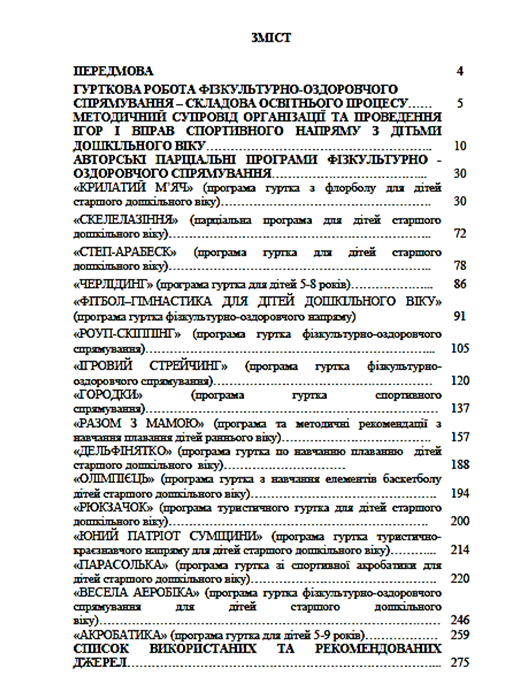 ЗМІСТ
ПЕРЕДМОВА 4
ГУРТКОВА РОБОТА ФІЗКУЛЬТУРНО-ОЗДОРОВЧОГО
СПРЯМУВАННЯ – СКЛАДОВА ОСВІТНЬОГО ПРОЦЕСУ…… 5
МЕТОДИЧНИЙ СУПРОВІД ОРГАНІЗАЦІЇ ТА ПРОВЕДЕННЯ
ІГОР І ВПРАВ СПОРТИВНОГО НАПРЯМУ З ДІТЬМИ
ДОШКІЛЬНОГО ВІКУ…………………………………….. 10
АВТОРСЬКІ ПАРЦІАЛЬНІ ПРОГРАМИ ФІЗКУЛЬТУРНО -
ОЗДОРОВЧОГО СПРЯМУВАННЯ………………………... 30
«КРИЛАТИЙ М’ЯЧ» (програма гуртка з флорболу для дітей
старшого дошкільного віку)……………………………………. 30
«СКЕЛЕЛАЗІННЯ» (парціальна програма для дітей старшого
дошкільного віку)……………………………………………….. 72
«СТЕП-АРАБЕСК» (програма гуртка для дітей старшого
дошкільного віку)……………………………………………….. 78
«ЧЕРЛІДИНГ» (програма гуртка для дітей 5-8 років)………….. 86
«ФІТБОЛ–ГІМНАСТИКА ДЛЯ ДІТЕЙ ДОШКІЛЬНОГО ВІКУ»
(програма гуртка фізкультурно-оздоровчого напряму) 91
«РОУП-СКІППІНГ» (програма гуртка фізкультурно-оздоровчого
спрямування)…………………………………………………... 105
«ІГРОВИЙ СТРЕЙЧИНГ» (програма гуртка фізкультурно-
оздоровчого спрямування)……………………………………… 120
«ГОРОДКИ» (програма гуртка спортивного
спрямування)…………………………………………………… 137
«РАЗОМ З МАМОЮ» (програма та методичні рекомендації з
навчання плавання дітей раннього віку)………………………… 157
«ДЕЛЬФІНЯТКО» (програма гуртка по навчанню плаванню дітей
старшого дошкільного віку)………………………… 188
«ОЛІМПІЄЦЬ» (програма гуртка з навчання елементів баскетболу
дітей старшого дошкільного віку)…………………………….. 194
«РЮКЗАЧОК» (програма туристичного гуртка для дітей старшого
дошкільного віку)……………………………………………….. 200
«ЮНИЙ ПАТРІОТ СУМЩИНИ» (програма гуртка туристично-
краєзнавчого напряму для дітей старшого дошкільного віку)……….. 214
«ПАРАСОЛЬКА» (програма гуртка зі спортивної акробатики для
дітей старшого дошкільного віку)…………………………….. 220
«ВЕСЕЛА АЕРОБІКА» (програма гуртка фізкультурно-оздоровчого
спрямування для дітей старшого дошкільного
віку)…………………………………………………………….. 246
«АКРОБАТИКА» (програма гуртка для дітей 5-9 років)……………… 259
СПИСОК ВИКОРИСТАНИХ ТА РЕКОМЕНДОВАНИХ
ДЖЕРЕЛ………………………………………………………... 275